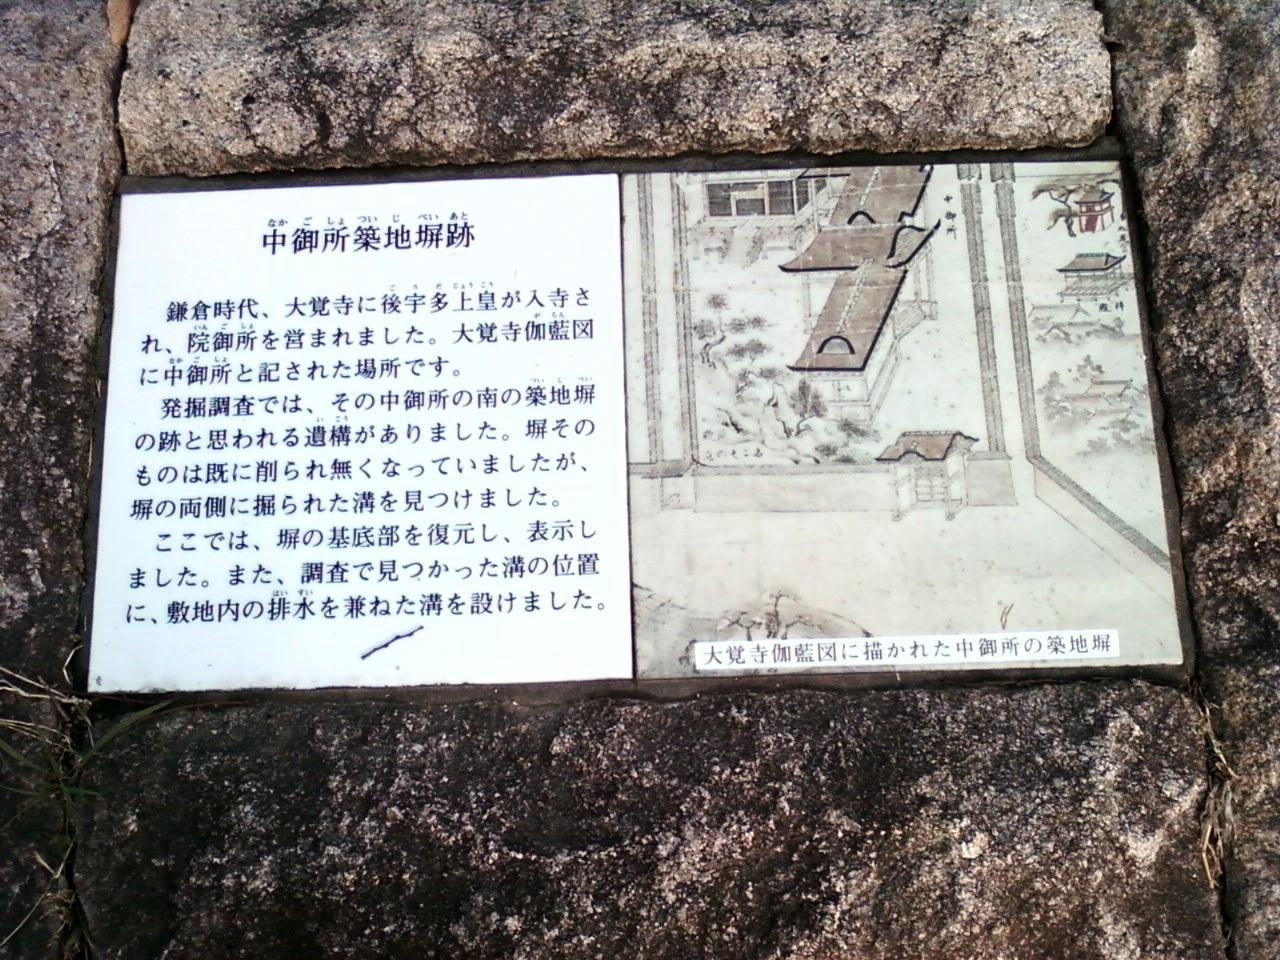 中御所築地塀跡
鎌倉時代、大覚寺に後宇多上皇が入寺さ
れ、院御所を営まれました。大覚寺伽藍図
に中御所と記された場所です。
発掘調査では、その中御所の南の築地塀
の跡と思われる遺構がありました。塀その
ものは既に削られ無くなっていましたが、
塀の両側に掘られた溝を見つけました。
ここでは、塀の基底部を復元し、表示し
ました。また、調査で見つかった溝の位置
に、敷地内の排水を兼ねた溝を設けました。
中御所
大覚寺伽藍図に描かれた中御所の築地塀